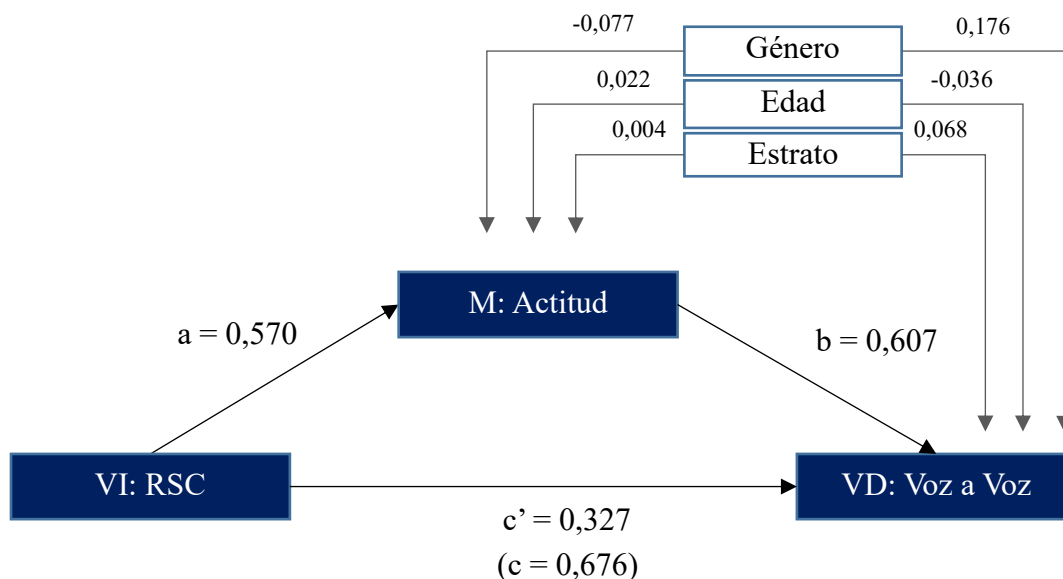 -0,077
Género
0,176
0,022
Edad
-0,036
0,004
Estrato
0,068
M: Actitud
a = 0,570
b = 0,607
VI: RSC
VD: Voz a Voz
c’ = 0,327
(c = 0,676)